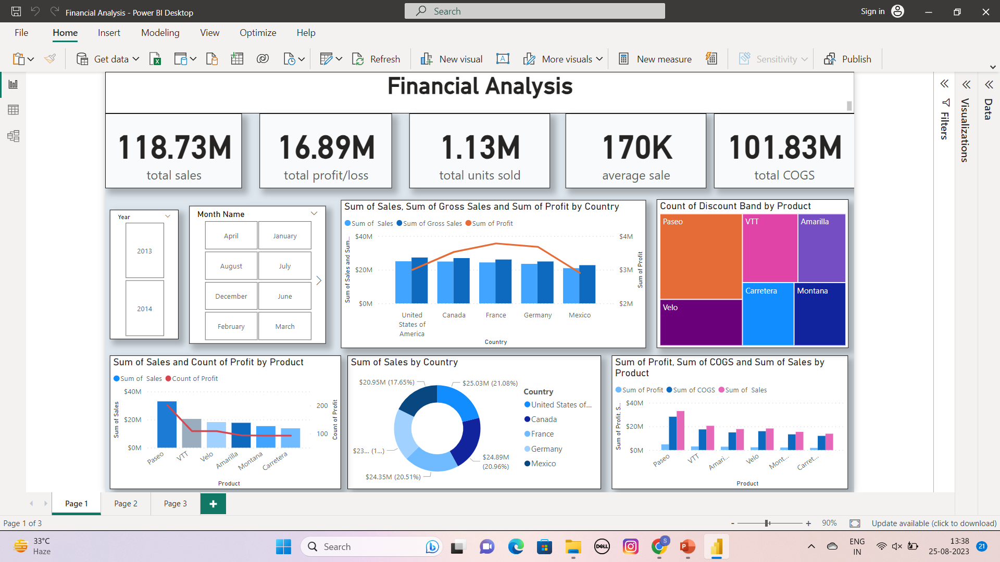 Financial Analysis - Power BI Desktop
Search
Sign in
File
Home
Insert
Modeling
View
Optimize
Help
Get data
Refresh
New visual
A
More visuals
New measure
Sensitivity
Publish
Financial Analysis
118.73M
total sales
16.89M
total profit/loss
1.13M
total units sold
170K
average sale
101.83M
total COGS
Filters
Visualizations
Data
Year
2013
2014
Month Name
April
January
August
July
December
June
February
March
Sum of Sales, Sum of Gross Sales and Sum of Profit by Country
Sum of Sales
Sum of Gross Sales
Sum of Profit
Sum of Sales and Sum...
$40M
$20M
$0M
$4M
$3M
$2M
Sum of Profit
United
States of
America
Canada
France
Germany
Mexico
Country
Count of Discount Band by Product
Paseo
VTT
Amarilla
Velo
Carretera
Montana
Sum of Sales and Count of Profit by Product
Sum of Sales
Count of Profit
Sum of Sales
$40M
$20M
$0M
200
100
Count of Profit
Paseo
VTT
Velo
Amarilla
Montana
Carretera
Product
Sum of Sales by Country
$20.95M (17.65%)
$25.03M (21.08%)
$23... (1...)
$24.89M
(20.96%)
$24.35M (20.51%)
Country
United States of...
Canada
France
Germany
Mexico
Sum of Profit, Sum of COGS and Sum of Sales by
Product
Sum of Profit
Sum of COGS
Sum of Sales
Sum of Profit, S...
$40M
$20M
$0M
Paseo
VTT
Amari...
Velo
Mont...
Carret...
Product
Page 1
Page 2
Page 3
+
Page 1 of 3
-
+
90%
Update available (click to download)
33°C
Haze
Search
DELL
S
P
ENG
IN
13:38
25-08-2023
21